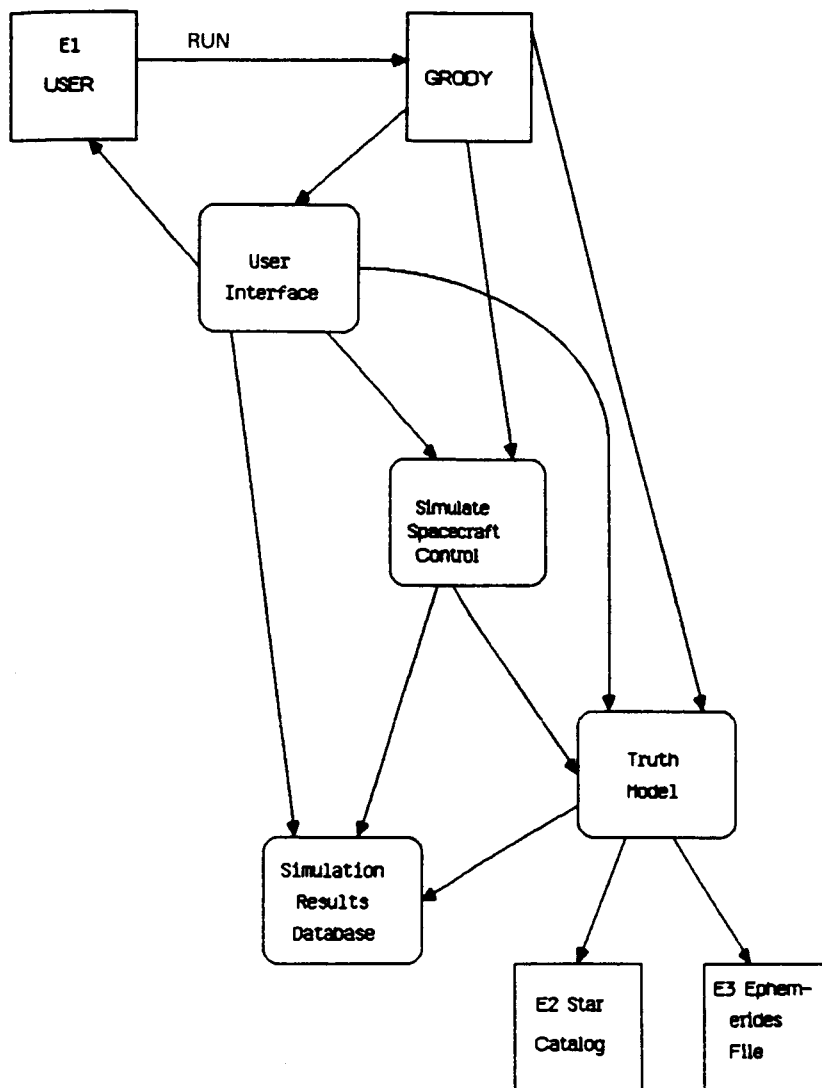 E1
USER
RUN
GRODY
User
Interface
Simulate
Spacecraft
Control
Truth
Model
Simulation
Results
Database
E2 Star
Catalog
E3 Ephem-
erides
File